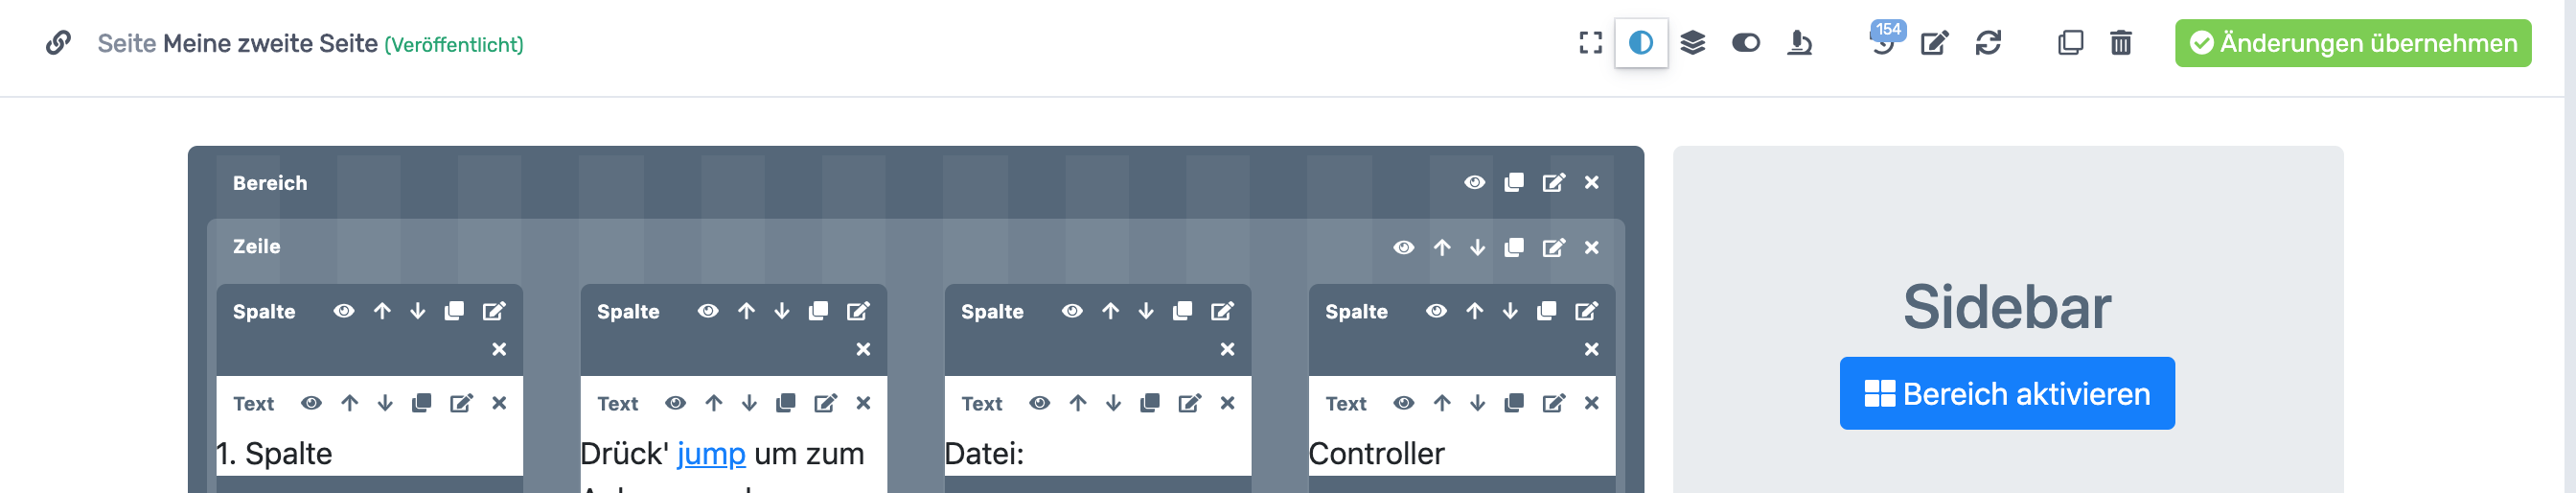 Seite Meine zweite Seite (Veröffentlicht)
154
Änderungen übernehmen
Bereich
Zeile
Spalte
Spalte
Spalte
Spalte
Text
Text
Text
Text
1. Spalte
Drück' jump um zum
Datei:
Controller
Sidebar
Bereich aktivieren